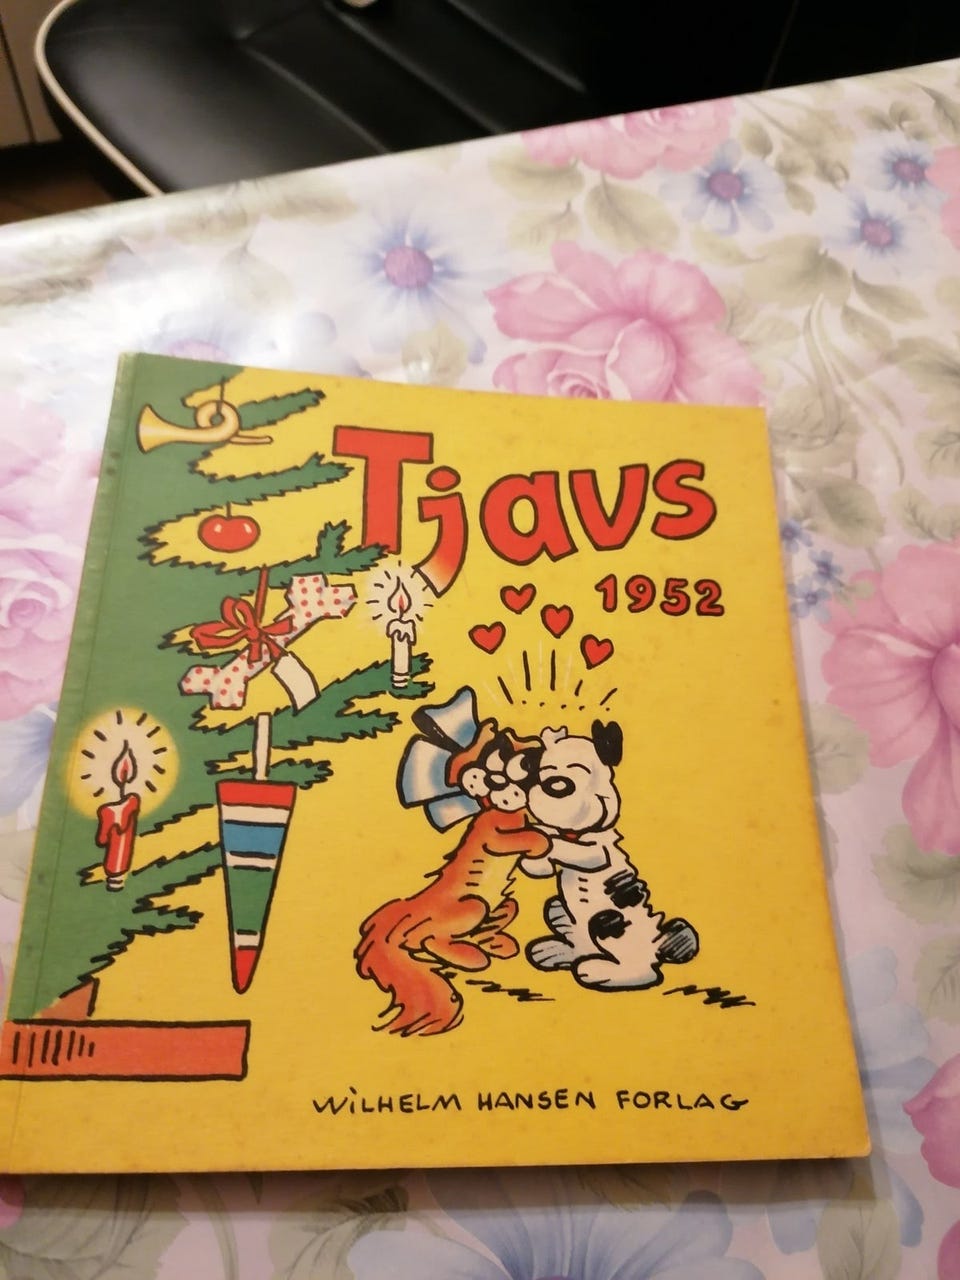 Tjavs
1952
WILHELM HANSEN FORLAG